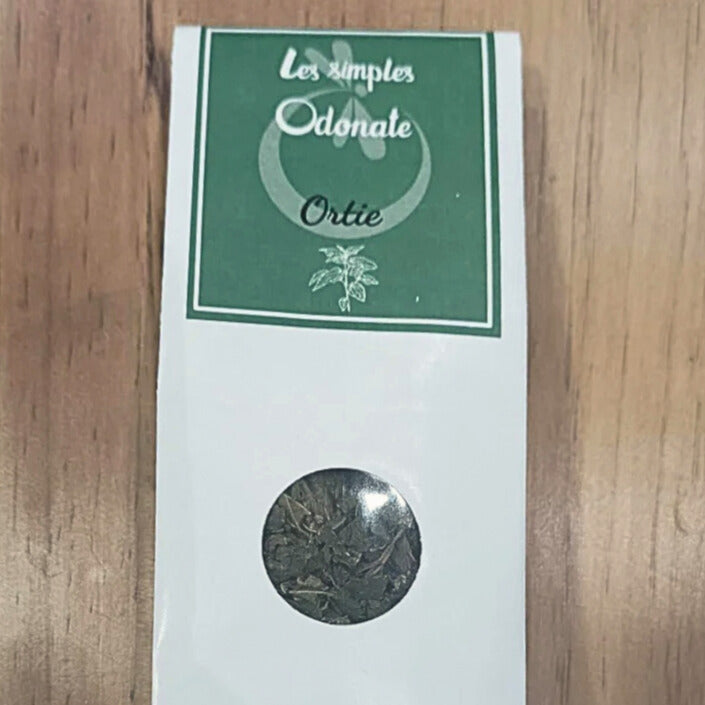 Les simples
Odonate
Ortie